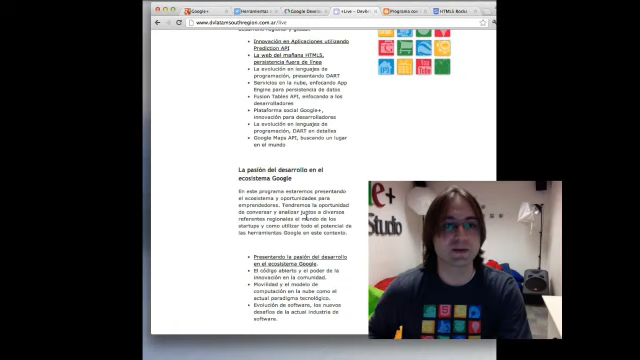 Google+
Herramientas
Google Develo
+Live - DevRe
Programa con
HTML5 Rocks
www.dvlatamsouthregion.com.ar/live
Innovación en Aplicaciones utilizando
Prediction API
La web del mañana HTML5,
persistencia fuera de línea
La evolución en lenguajes de
programación, presentando DART
Servicios en la nube, enfocando App
Engine para persistencia de datos
Fusion Tables API, enfocando a los
desarrolladores
Plataforma social Google+,
innovación para desarrolladores
La evolución en lenguajes de
programación, DART en detalles
Google Maps API, buscando un lugar
en el mundo
You
Tube
La pasión del desarrollo en el
ecosistema Google
En este programa estaremos presentando
el ecosistema y oportunidades para
emprendedores. Tendremos la oportunidad
de conversar y analizar juntos a diversos
referentes regionales el mundo de los
startups y como utilizar todo el potencial de
las herramientas Google en este contexto.
Presentando la pasión del desarrollo
en el ecosistema Google.
El código abierto y el poder de la
innovación en la comunidad.
Movilidad y el modelo de
computación en la nube como el
actual paradigma tecnológico.
Evolución de software, los nuevos
desafíos de la actual industria de
software.
Studio